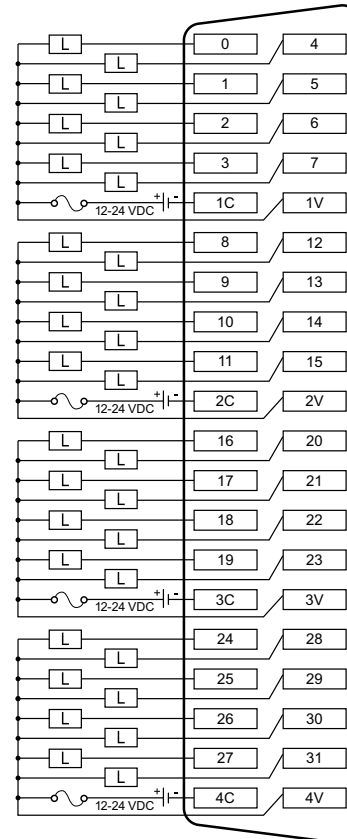 L 0 4
L
L 1 5
L
L 2 6
L
L 3 7
L
12-24 VDC + - 1C 1V
L 8 12
L
L 9 13
L
L 10 14
L
L 11 15
L
12-24 VDC + - 2C 2V
L 16 20
L
L 17 21
L
L 18 22
L
L 19 23
L
12-24 VDC + - 3C 3V
L 24 28
L
L 25 29
L
L 26 30
L
L 27 31
L
12-24 VDC + - 4C 4V